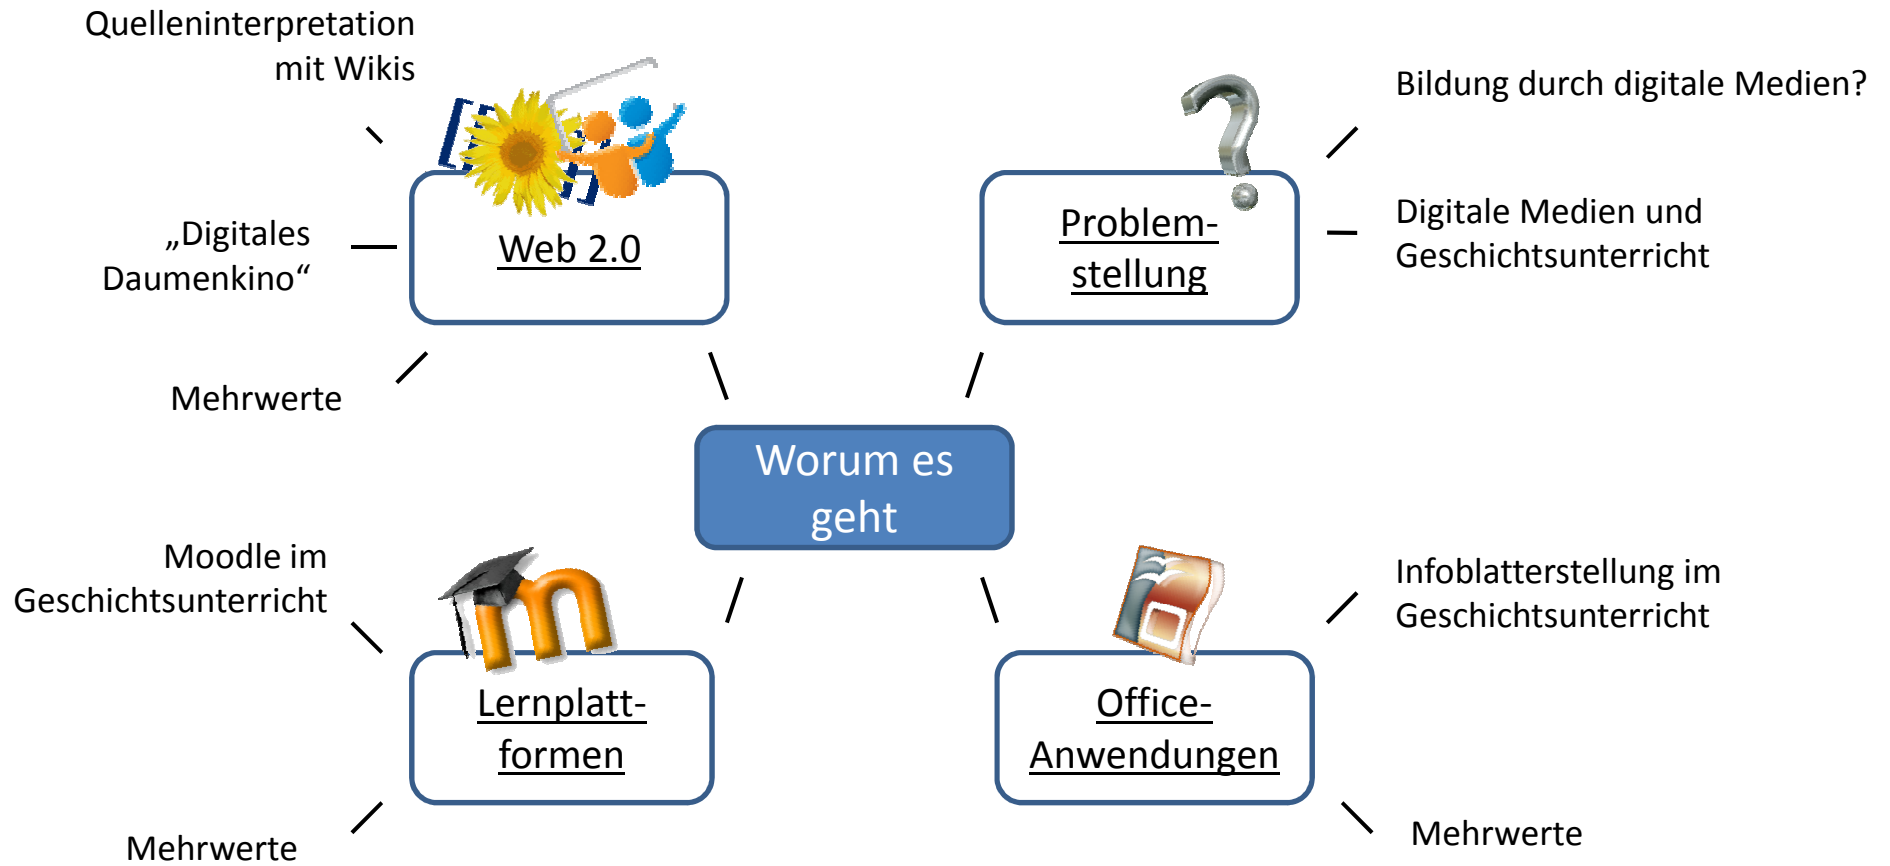 Quelleninterpretation
mit Wikis
„Digitales
Daumenkino“
Mehrwerte
Web 2.0
Problem-
stellung
Bildung durch digitale Medien?
Digitale Medien und
Geschichtsunterricht
Worum es
geht
Moodle im
Geschichtsunterricht
Mehrwerte
m
Lernplatt-
formen
Office-
Anwendungen
Infoblatterstellung im
Geschichtsunterricht
Mehrwerte